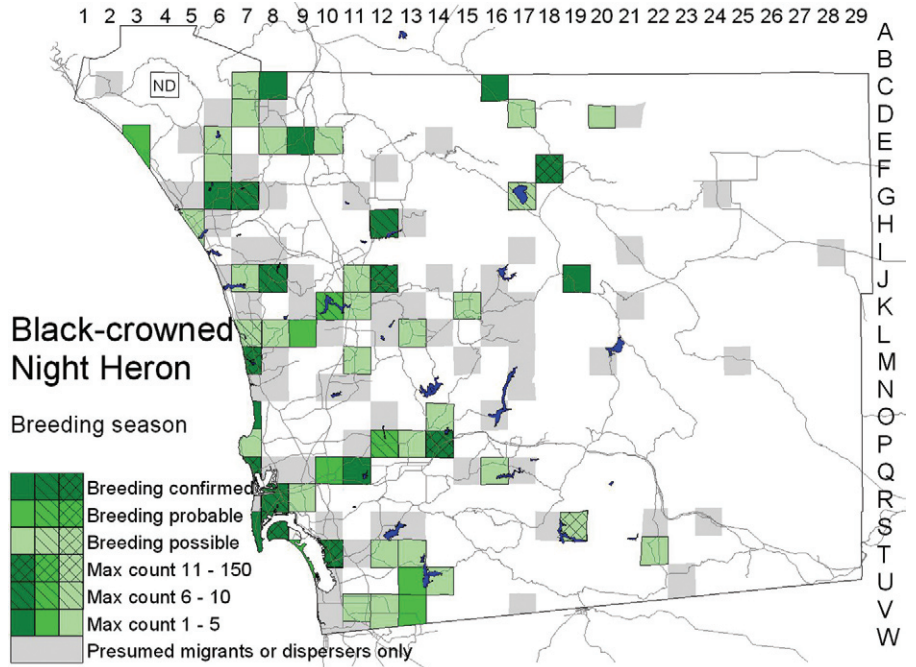 1 2 3 4 5 6 7 8 9 10 11 12 13 14 15 16 17 18 19 20 21 22 23 24 25 26 27 28 29
A
B
C
D
E
F
G
H
I
J
K
L
M
N
O
P
Q
R
S
T
U
V
W
ND
Black-crowned
Night Heron
Breeding season
Breeding confirmed
Breeding probable
Breeding possible
Max count 11 - 150
Max count 6 - 10
Max count 1 - 5
Presumed migrants or dispersers only